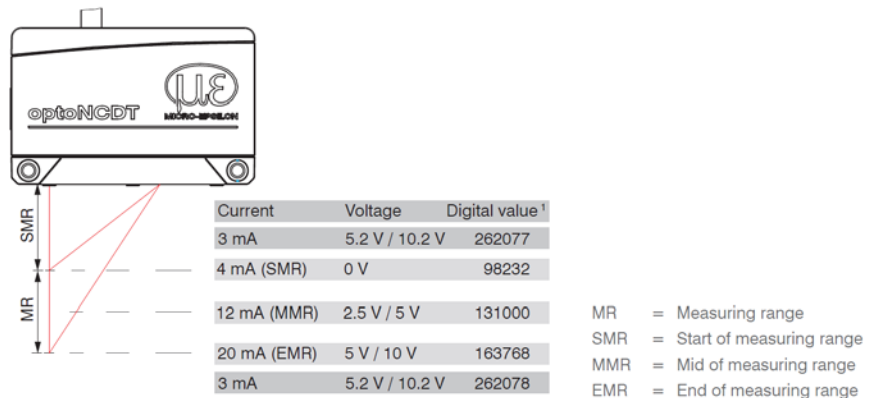 optoNCDT
με
MICRO-EPSILON
SMR
MR
Current Voltage Digital value ¹
3 mA 5.2 V / 10.2 V 262077
4 mA (SMR) 0 V 98232
12 mA (MMR) 2.5 V / 5 V 131000
20 mA (EMR) 5 V / 10 V 163768
3 mA 5.2 V / 10.2 V 262078
MR = Measuring range
SMR = Start of measuring range
MMR = Mid of measuring range
EMR = End of measuring range